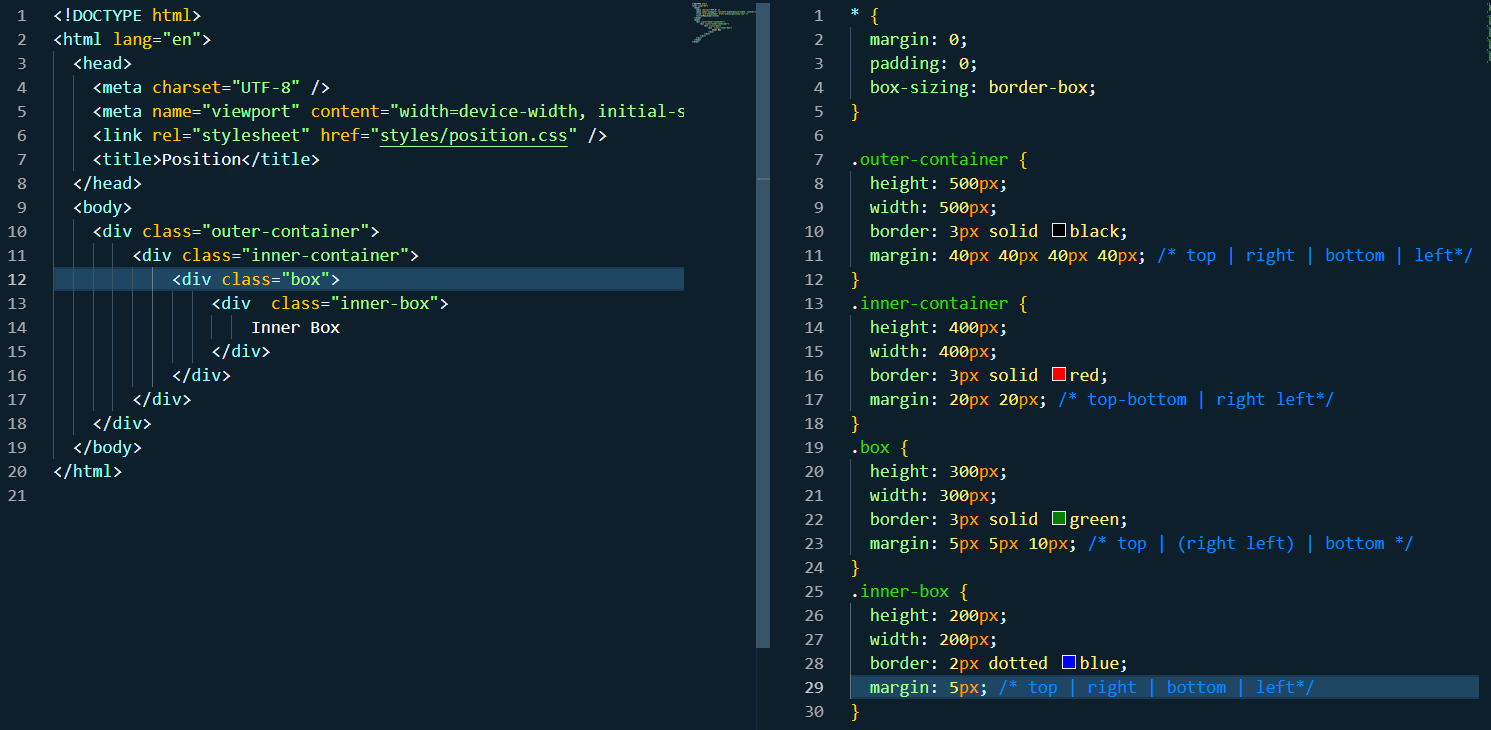 1 <!DOCTYPE html>
2 <html lang="en">
3 <head>
4 <meta charset="UTF-8" />
5 <meta name="viewport" content="width=device-width, initial-s
6 <link rel="stylesheet" href="styles/position.css" />
7 <title>Position</title>
8 </head>
9 <body>
10 <div class="outer-container">
11 <div class="inner-container">
12 <div class="box">
13 <div  class="inner-box">
14 Inner Box
15 </div>
16 </div>
17 </div>
18 </div>
19 </body>
20 </html>
21
1 * {
2 margin: 0;
3 padding: 0;
4 box-sizing: border-box;
5 }
6
7 .outer-container {
8 height: 500px;
9 width: 500px;
10 border: 3px solid black;
11 margin: 40px 40px 40px 40px; /* top | right | bottom | left*/
12 }
13 .inner-container {
14 height: 400px;
15 width: 400px;
16 border: 3px solid red;
17 margin: 20px 20px; /* top-bottom | right left*/
18 }
19 .box {
20 height: 300px;
21 width: 300px;
22 border: 3px solid green;
23 margin: 5px 5px 10px; /* top | (right left) | bottom */
24 }
25 .inner-box {
26 height: 200px;
27 width: 200px;
28 border: 2px dotted blue;
29 margin: 5px; /* top | right | bottom | left*/
30 }